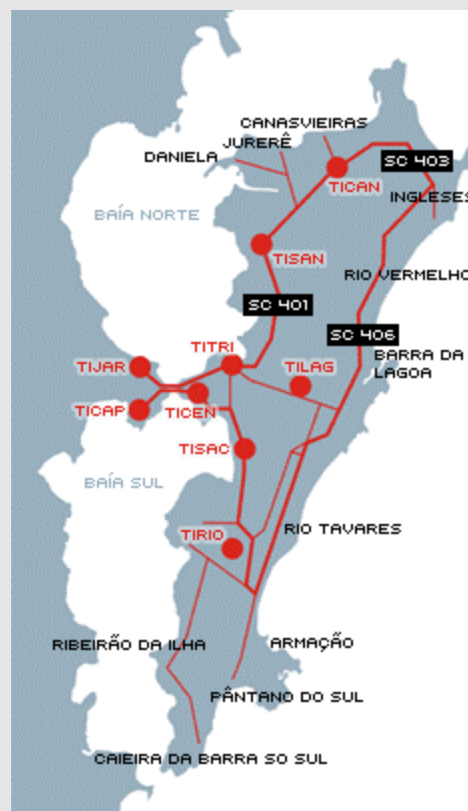 CANASVIEIRAS
JURERÊ
DANIELA
SC 403
TICAN
INGLESES
BAÍA NORTE
TISAN
RIO VERMELHO
SC 401
SC 406
TITRI
BARRA DA
LAGOA
TIJAR
TILAG
TICAP
TICEN
TISAC
BAÍA SUL
RIO TAVARES
TIRIO
RIBEIRÃO DA ILHA
ARMAÇÃO
PÂNTANO DO SUL
CAIEIRA DA BARRA SO SUL